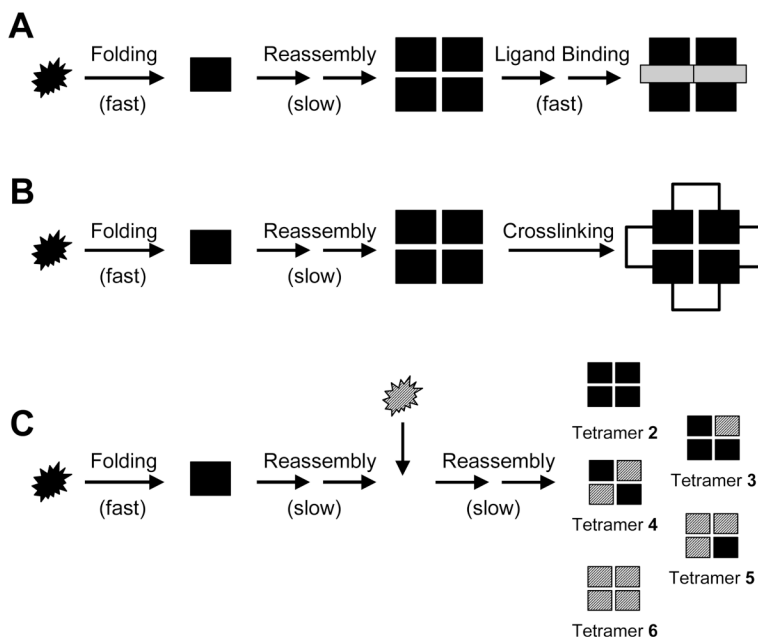 A
Folding
(fast)
Reassembly
(slow)
Ligand Binding
(fast)
B
Folding
(fast)
Reassembly
(slow)
Crosslinking
C
Folding
(fast)
Reassembly
(slow)
Reassembly
(slow)
Tetramer 2
Tetramer 3
Tetramer 4
Tetramer 5
Tetramer 6